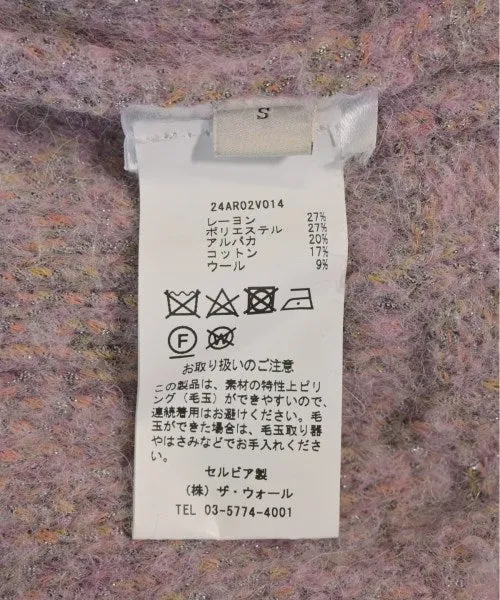 S
24AR02V014
レーヨン 27%
ポリエステル 27%
アルパカ 20%
コットン 17%
ウール 9%
F
W
お取り扱いのご注意
この製品は、素材の特性上ピリ
ング（毛玉）ができやすいので、
連続着用はお避けください。毛
玉ができた場合は、毛玉取り器
やはさみなどでお手入れくださ
い。
セルビア製
（株）ザ・ウォール
TEL 03-5774-4001